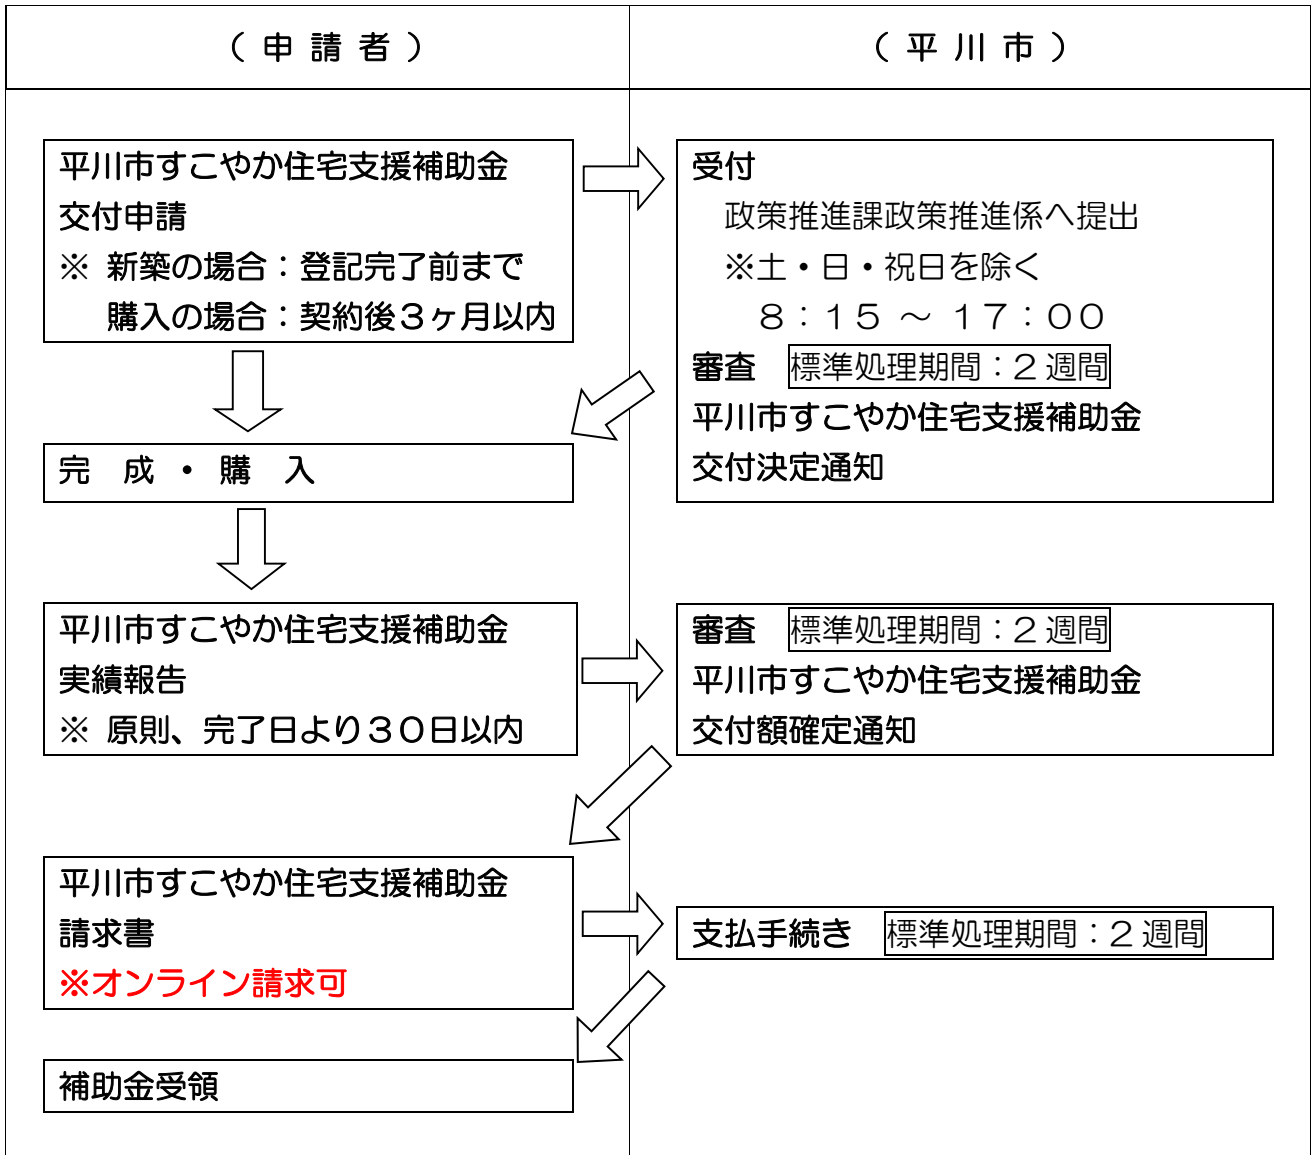 （ 申 請 者 ）
（ 平 川 市 ）
平川市すこやか住宅支援補助金
交付申請
※ 新築の場合：登記完了前まで
購入の場合：契約後３ヶ月以内
受付
政策推進課政策推進係へ提出
※土・日・祝日を除く
８：１５ ～ １７：００
審査　標準処理期間：２週間
平川市すこやか住宅支援補助金
交付決定通知
完　成 ・ 購　入
平川市すこやか住宅支援補助金
実績報告
※ 原則、完了日より３０日以内
審査　標準処理期間：２週間
平川市すこやか住宅支援補助金
交付額確定通知
平川市すこやか住宅支援補助金
請求書
※オンライン請求可
支払手続き　標準処理期間：２週間
補助金受領